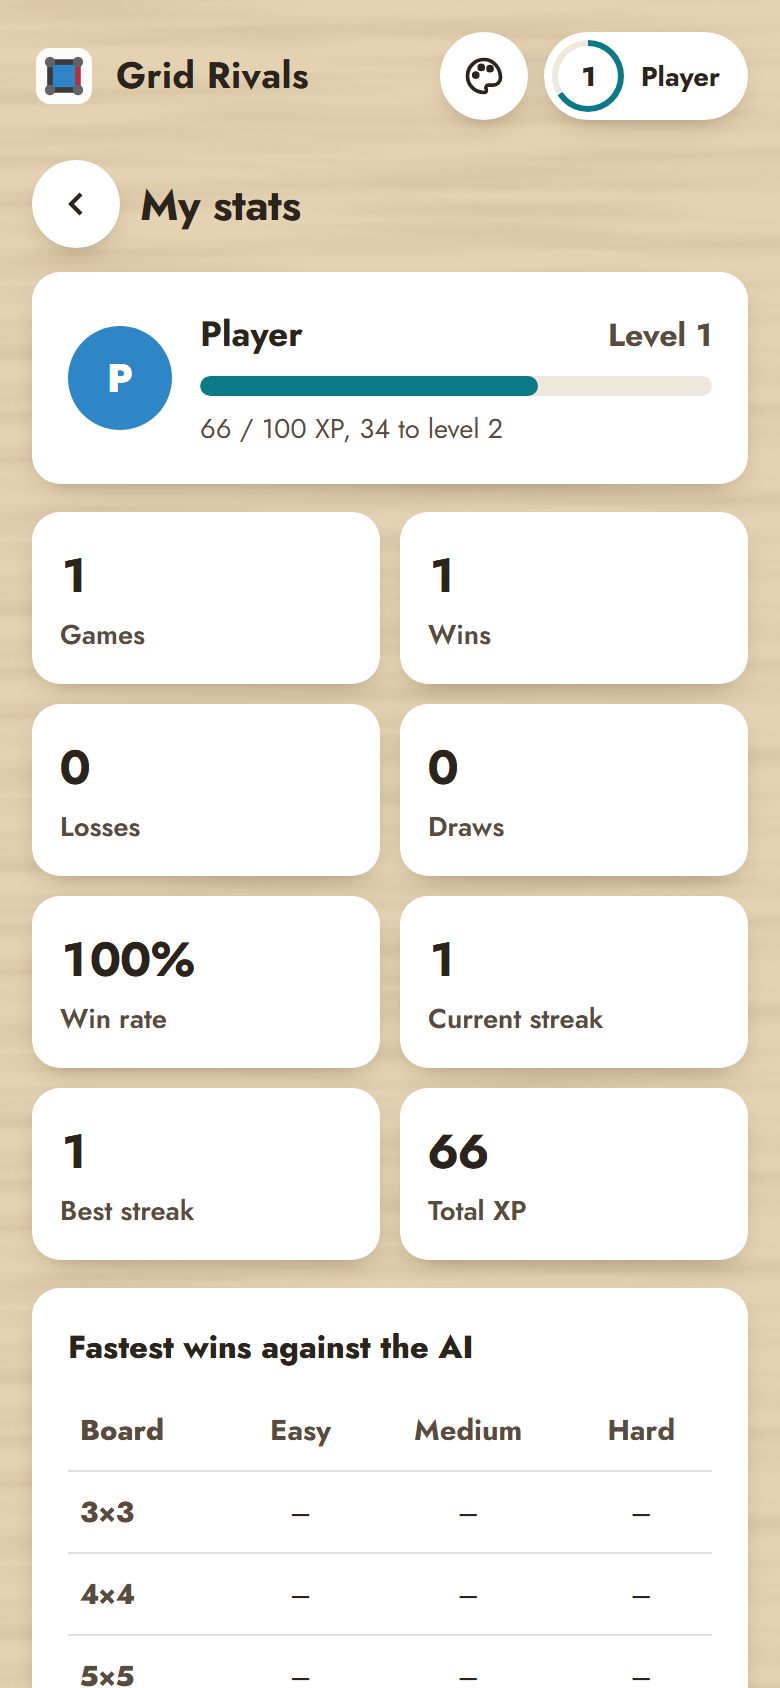 Grid Rivals
1 Player
My stats
P
Player Level 1
66 / 100 XP, 34 to level 2
1
Games
1
Wins
0
Losses
0
Draws
100%
Win rate
1
Current streak
1
Best streak
66
Total XP
Fastest wins against the AI
Board Easy Medium Hard
3×3 – – –
4×4 – – –
5×5 – – –